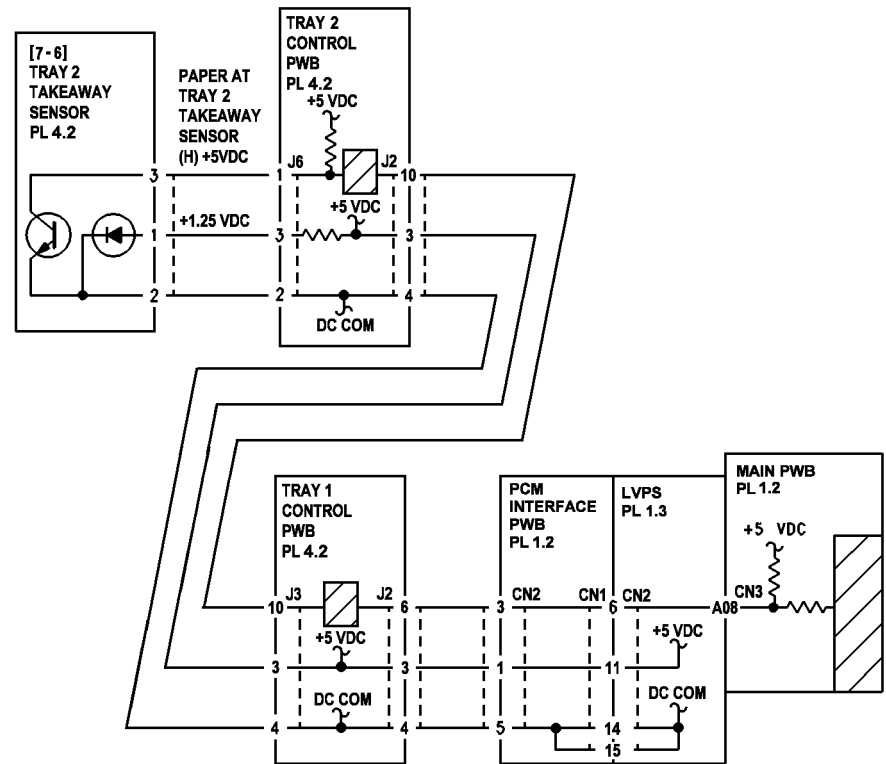 [7-6]
TRAY 2
TAKEAWAY
SENSOR
PL 4.2
PAPER AT
TRAY 2
TAKEAWAY
SENSOR
(H) +5VDC
TRAY 2
CONTROL
PWB
PL 4.2
+5 VDC
3
1
J6
J2
10
+5 VDC
1
+1.25 VDC
3
3
2
2
4
DC COM
TRAY 1
CONTROL
PWB
PL 4.2
PCM
INTERFACE
PWB
PL 1.2
LVPS
PL 1.3
MAIN PWB
PL 1.2
+5 VDC
10
J3
J2
6
3
CN2
CN1
6
CN2
A08
CN3
+5 VDC
+5 VDC
3
3
1
11
DC COM
DC COM
4
4
5
14
15